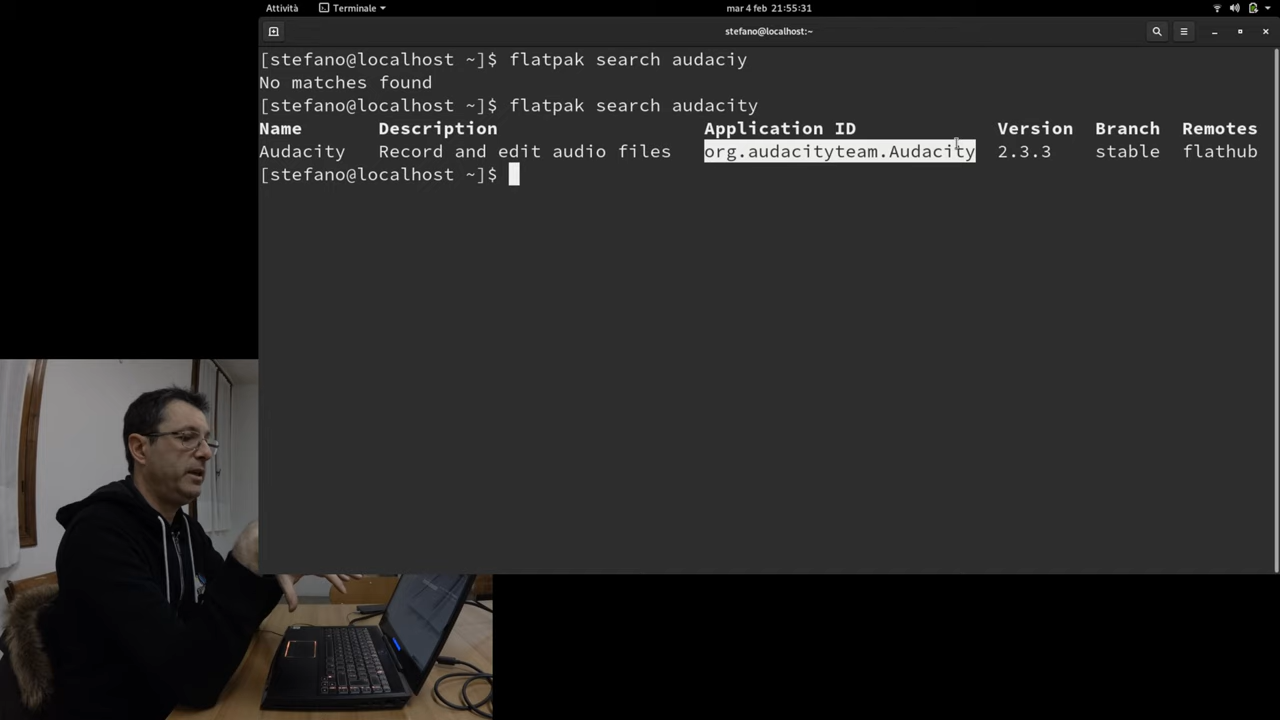 Attività Terminale mar 4 feb 21:55:31
stefano@localhost:~
[stefano@localhost ~]$ flatpak search audaciy
No matches found
[stefano@localhost ~]$ flatpak search audacity
Name Description Application ID Version Branch Remotes
Audacity Record and edit audio files org.audacityteam.Audacity 2.3.3 stable flathub
[stefano@localhost ~]$